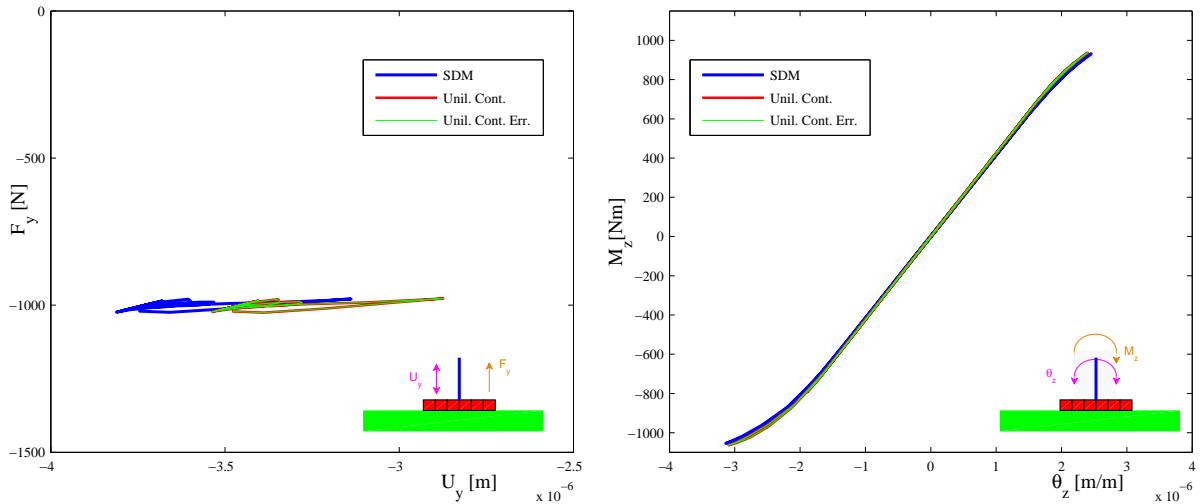 0
−500
−1000
−1500
F_y [N]
SDM
Unil. Cont.
Unil. Cont. Err.
U_y
F_y
−4
−3.5
−3
−2.5
U_y [m]
x 10^−6
1000
800
600
400
200
0
−200
−400
−600
−800
−1000
M_z [Nm]
SDM
Unil. Cont.
Unil. Cont. Err.
M_z
θ_z
−4
−3
−2
−1
0
1
2
3
4
θ_z [m/m]
x 10^−6